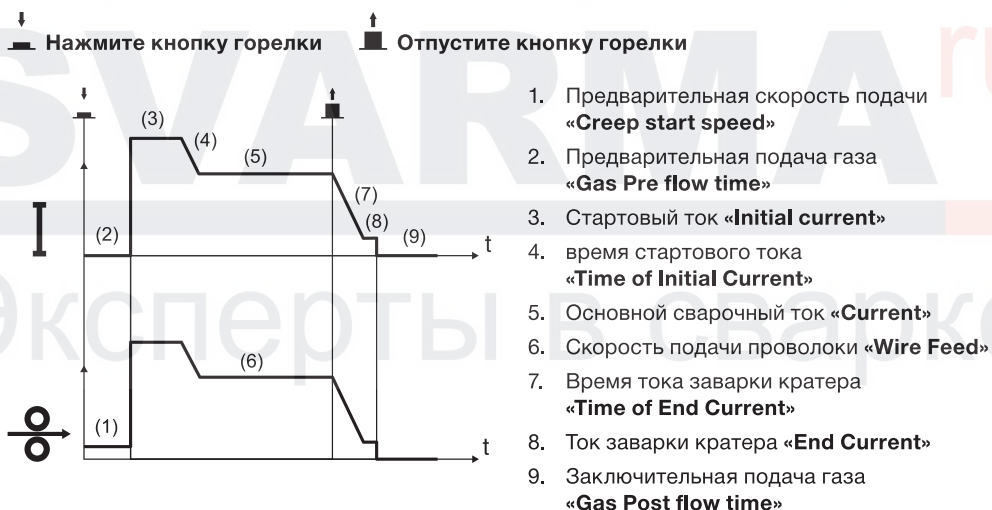 SVARMA
ru
Эксперты в сварке
Нажмите кнопку горелки
Отпустите кнопку горелки
(3)
(4)
(5)
(7)
(8)
(2)
(9)
t
I
(6)
(1)
t
1. Предварительная скорость подачи
«Creep start speed»
2. Предварительная подача газа
«Gas Pre flow time»
3. Стартовый ток «Initial current»
4. время стартового тока
«Time of Initial Current»
5. Основной сварочный ток «Current»
6. Скорость подачи проволоки «Wire Feed»
7. Время тока заварки кратера
«Time of End Current»
8. Ток заварки кратера «End Current»
9. Заключительная подача газа
«Gas Post flow time»